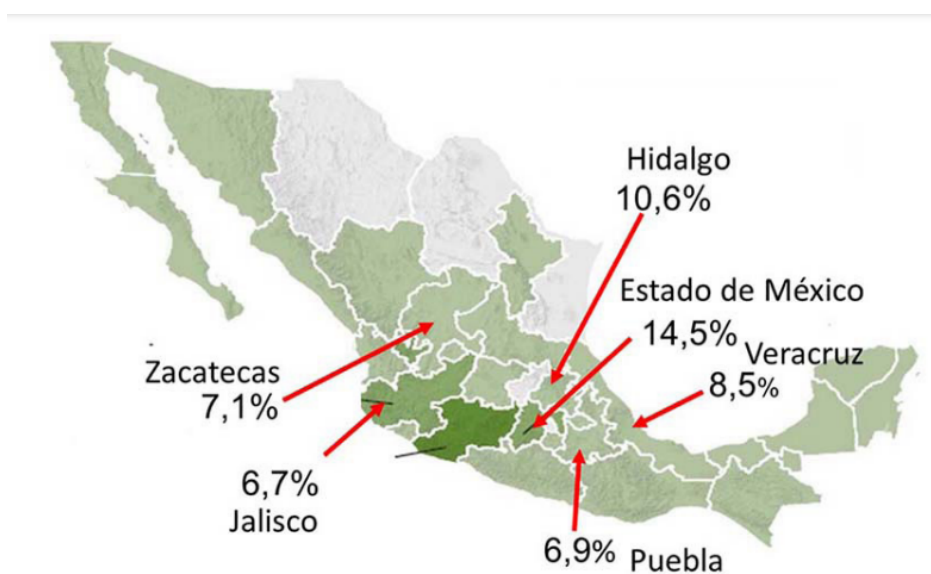 Hidalgo
10,6%
Estado de México
14,5%
Veracruz
8,5%
Zacatecas
7,1%
6,7%
Jalisco
6,9% Puebla